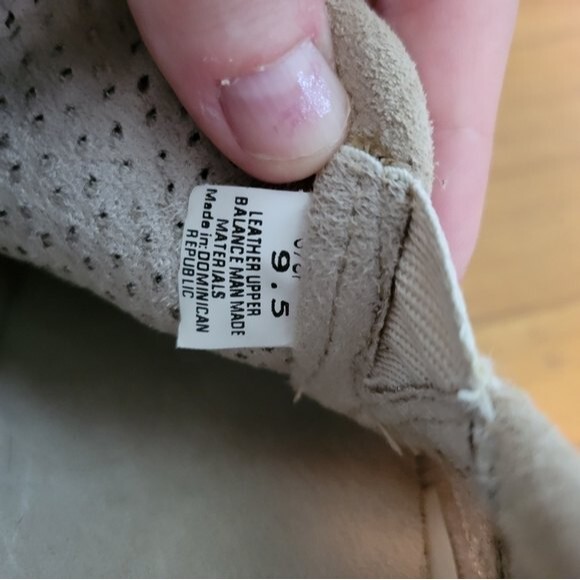 9.5
LEATHER UPPER
BALANCE MAN MADE
MATERIALS
Made in:DOMINICAN
REPUBLIC